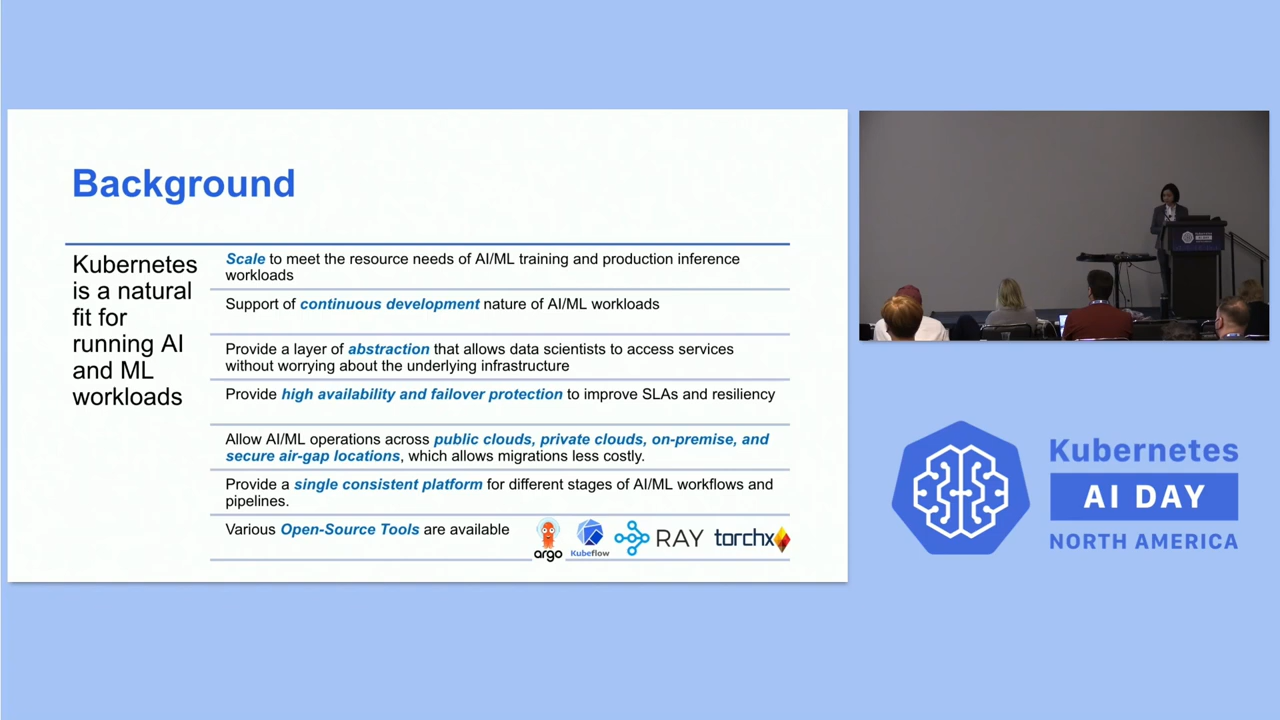 Background
Kubernetes
is a natural
fit for
running AI
and ML
workloads
Scale to meet the resource needs of AI/ML training and production inference
workloads
Support of continuous development nature of AI/ML workloads
Provide a layer of abstraction that allows data scientists to access services
without worrying about the underlying infrastructure
Provide high availability and failover protection to improve SLAs and resiliency
Allow AI/ML operations across public clouds, private clouds, on-premise, and
secure air-gap locations, which allows migrations less costly.
Provide a single consistent platform for different stages of AI/ML workflows and
pipelines.
Various Open-Source Tools are available
argo
Kubeflow
RAY
torchx
Kubernetes
AI DAY
NORTH AMERICA